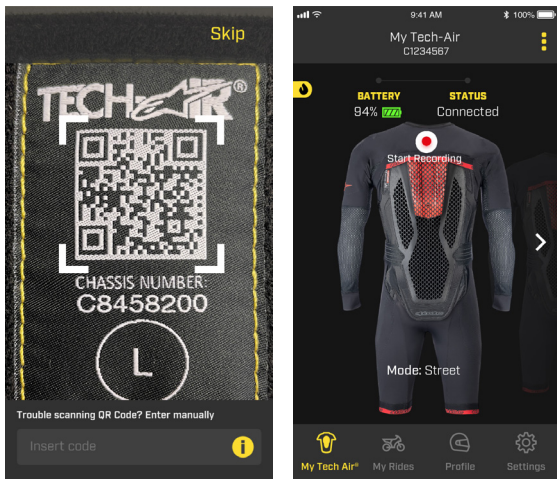 Skip
TECH-AIR®
CHASSIS NUMBER:
C8458200
L
Trouble scanning QR Code? Enter manually
Insert code
9:41 AM
100%
My Tech-Air
C1234567
BATTERY
STATUS
94%
Connected
Start Recording
Mode: Street
My Tech Air®
My Rides
Profile
Settings